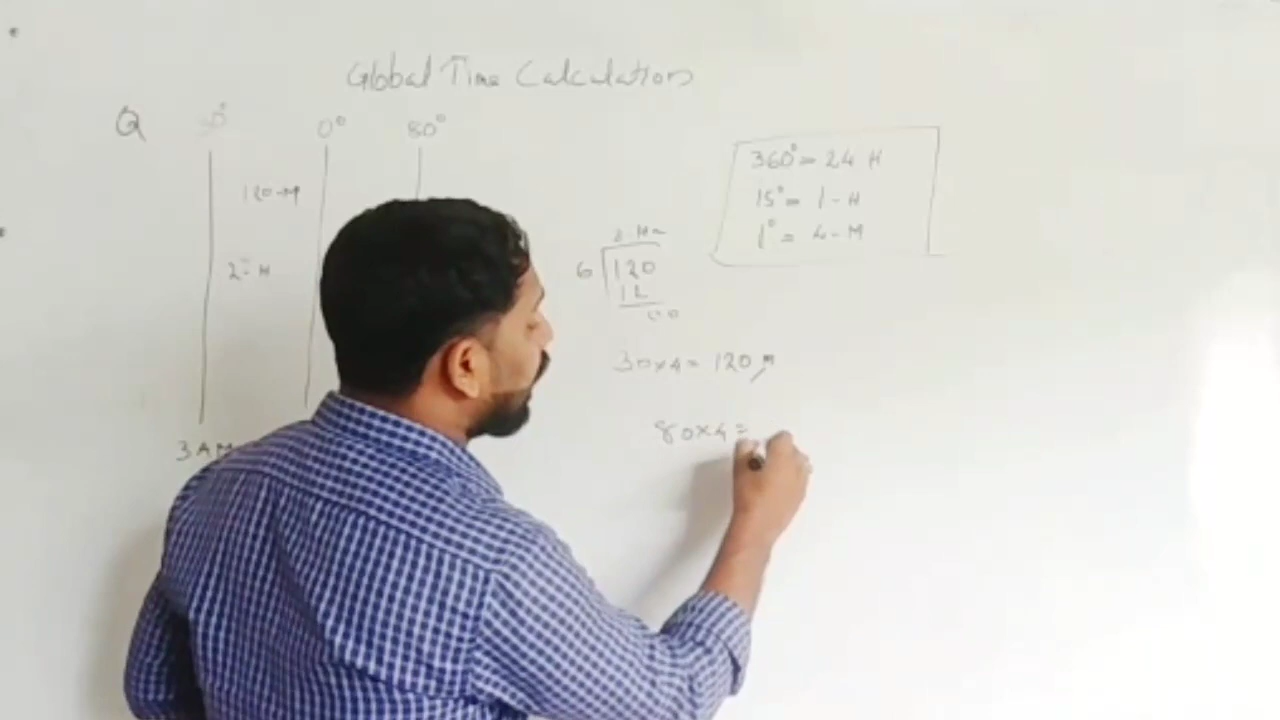 Global Time Calculation
Q 30° 0° 80°
120-M
2-H
3 AM
360° = 24 H
15° = 1-H
1° = 4-M
6 120
12
00
30×4= 120 M
80×4=